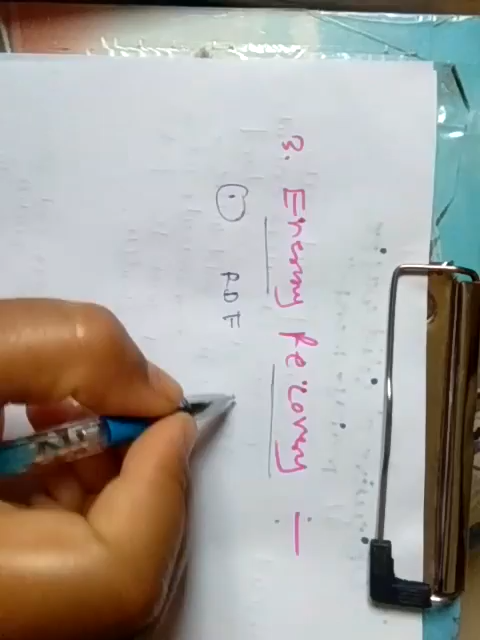 3. Energy Recovery :-
① RDF